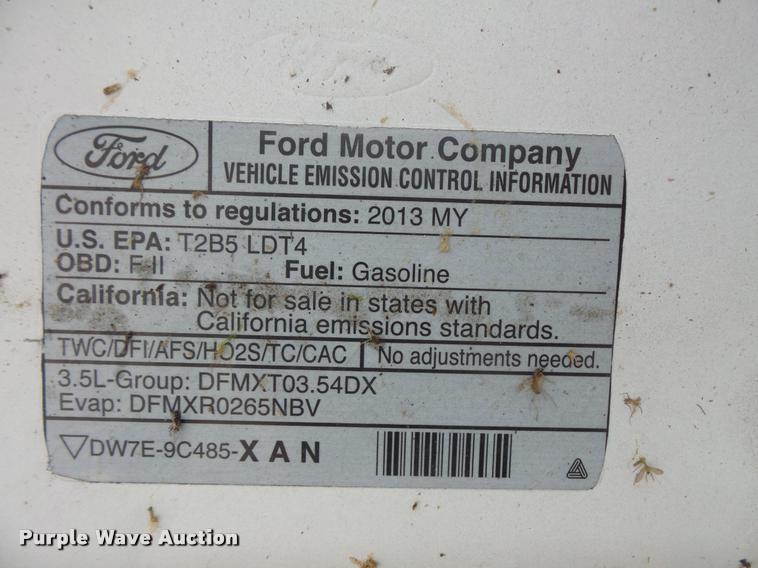 Ford
Ford Motor Company
VEHICLE EMISSION CONTROL INFORMATION
Conforms to regulations: 2013 MY
U.S. EPA: T2B5 LDT4
OBD: F-II Fuel: Gasoline
California: Not for sale in states with
California emissions standards.
TWC/DFI/AFS/HO2S/TC/CAC No adjustments needed.
3.5L-Group: DFMXT03.54DX
Evap: DFMXR0265NBV
DW7E-9C485-X A N
Purple Wave Auction